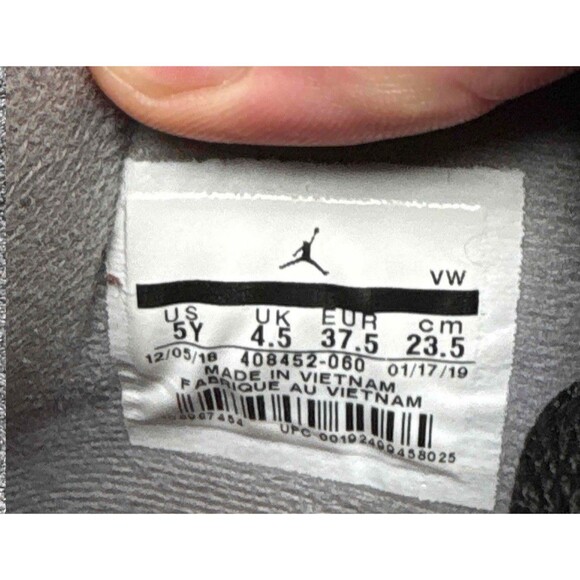 VW
US UK EUR cm
5Y 4.5 37.5 23.5
12/05/18 408452-060 01/17/19
MADE IN VIETNAM
FABRIQUE AU VIETNAM
UPC 00192499458025